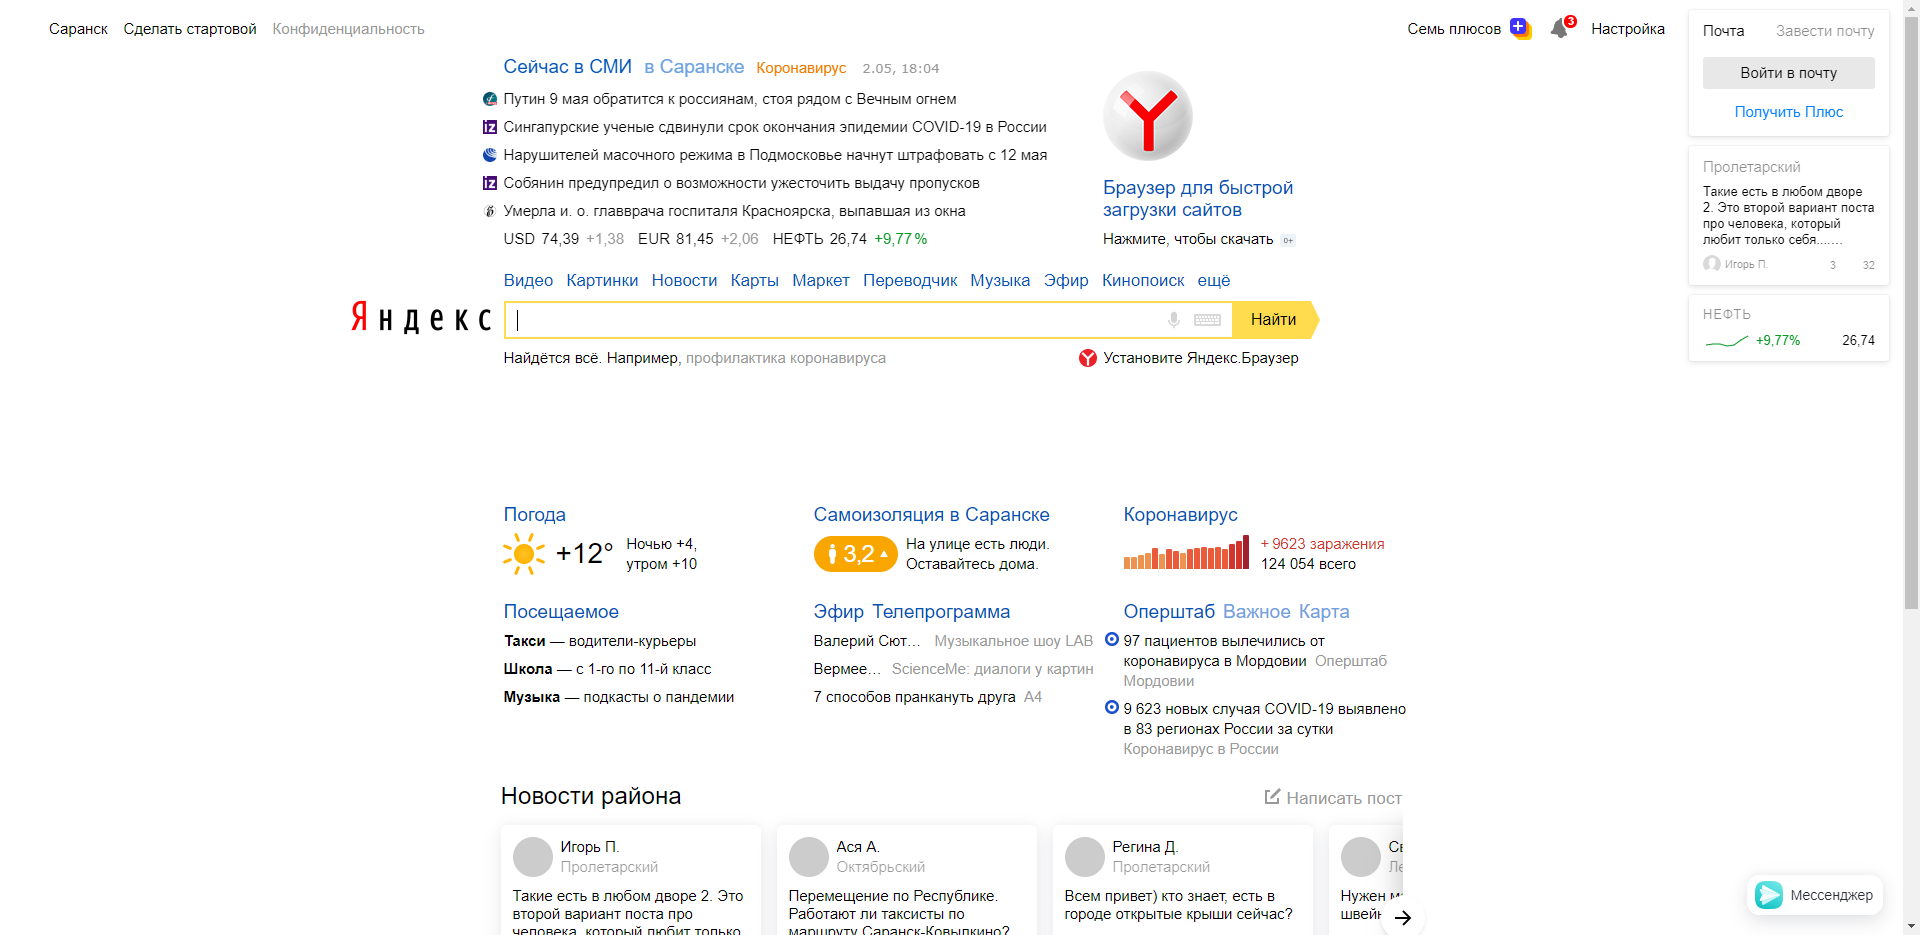 Саранск Сделать стартовой Конфиденциальность
Семь плюсов 3 Настройка
Почта Завести почту
Войти в почту
Получить Плюс
Сейчас в СМИ в Саранске Коронавирус 2.05, 18:04
Путин 9 мая обратится к россиянам, стоя рядом с Вечным огнем
iz Сингапурские ученые сдвинули срок окончания эпидемии COVID-19 в России
Нарушителей масочного режима в Подмосковье начнут штрафовать с 12 мая
iz Собянин предупредил о возможности ужесточить выдачу пропусков
Умерла и. о. главврача госпиталя Красноярска, выпавшая из окна
USD 74,39 +1,38 EUR 81,45 +2,06 НЕФТЬ 26,74 +9,77%
Браузер для быстрой
загрузки сайтов
Нажмите, чтобы скачать 0+
Пролетарский
Такие есть в любом дворе
2. Это второй вариант поста
про человека, который
любит только себя.......
Игорь П. 3 32
НЕФТЬ
+9,77% 26,74
Видео Картинки Новости Карты Маркет Переводчик Музыка Эфир Кинопоиск ещё
Яндекс
Найти
Найдётся всё. Например, профилактика коронавируса
Установите Яндекс.Браузер
Погода
+12°
Ночью +4,
утром +10
Самоизоляция в Саранске
3,2
На улице есть люди.
Оставайтесь дома.
Коронавирус
+ 9623 заражения
124 054 всего
Посещаемое
Такси — водители-курьеры
Школа — с 1-го по 11-й класс
Музыка — подкасты о пандемии
Эфир Телепрограмма
Валерий Сют... Музыкальное шоу LAB
Вермее... ScienceMe: диалоги у картин
7 способов пранкануть друга А4
Оперштаб Важное Карта
97 пациентов вылечились от
коронавируса в Мордовии Оперштаб
Мордовии
9 623 новых случая COVID-19 выявлено
в 83 регионах России за сутки
Коронавирус в России
Новости района
Написать пост
Игорь П.
Пролетарский
Такие есть в любом дворе 2. Это
второй вариант поста про
человека, который любит только
Ася А.
Октябрьский
Перемещение по Республике.
Работают ли таксисты по
маршруту Саранск-Ковылкино?
Регина Д.
Пролетарский
Всем привет) кто знает, есть в
городе открытые крыши сейчас?
Нужен
Мессенджер